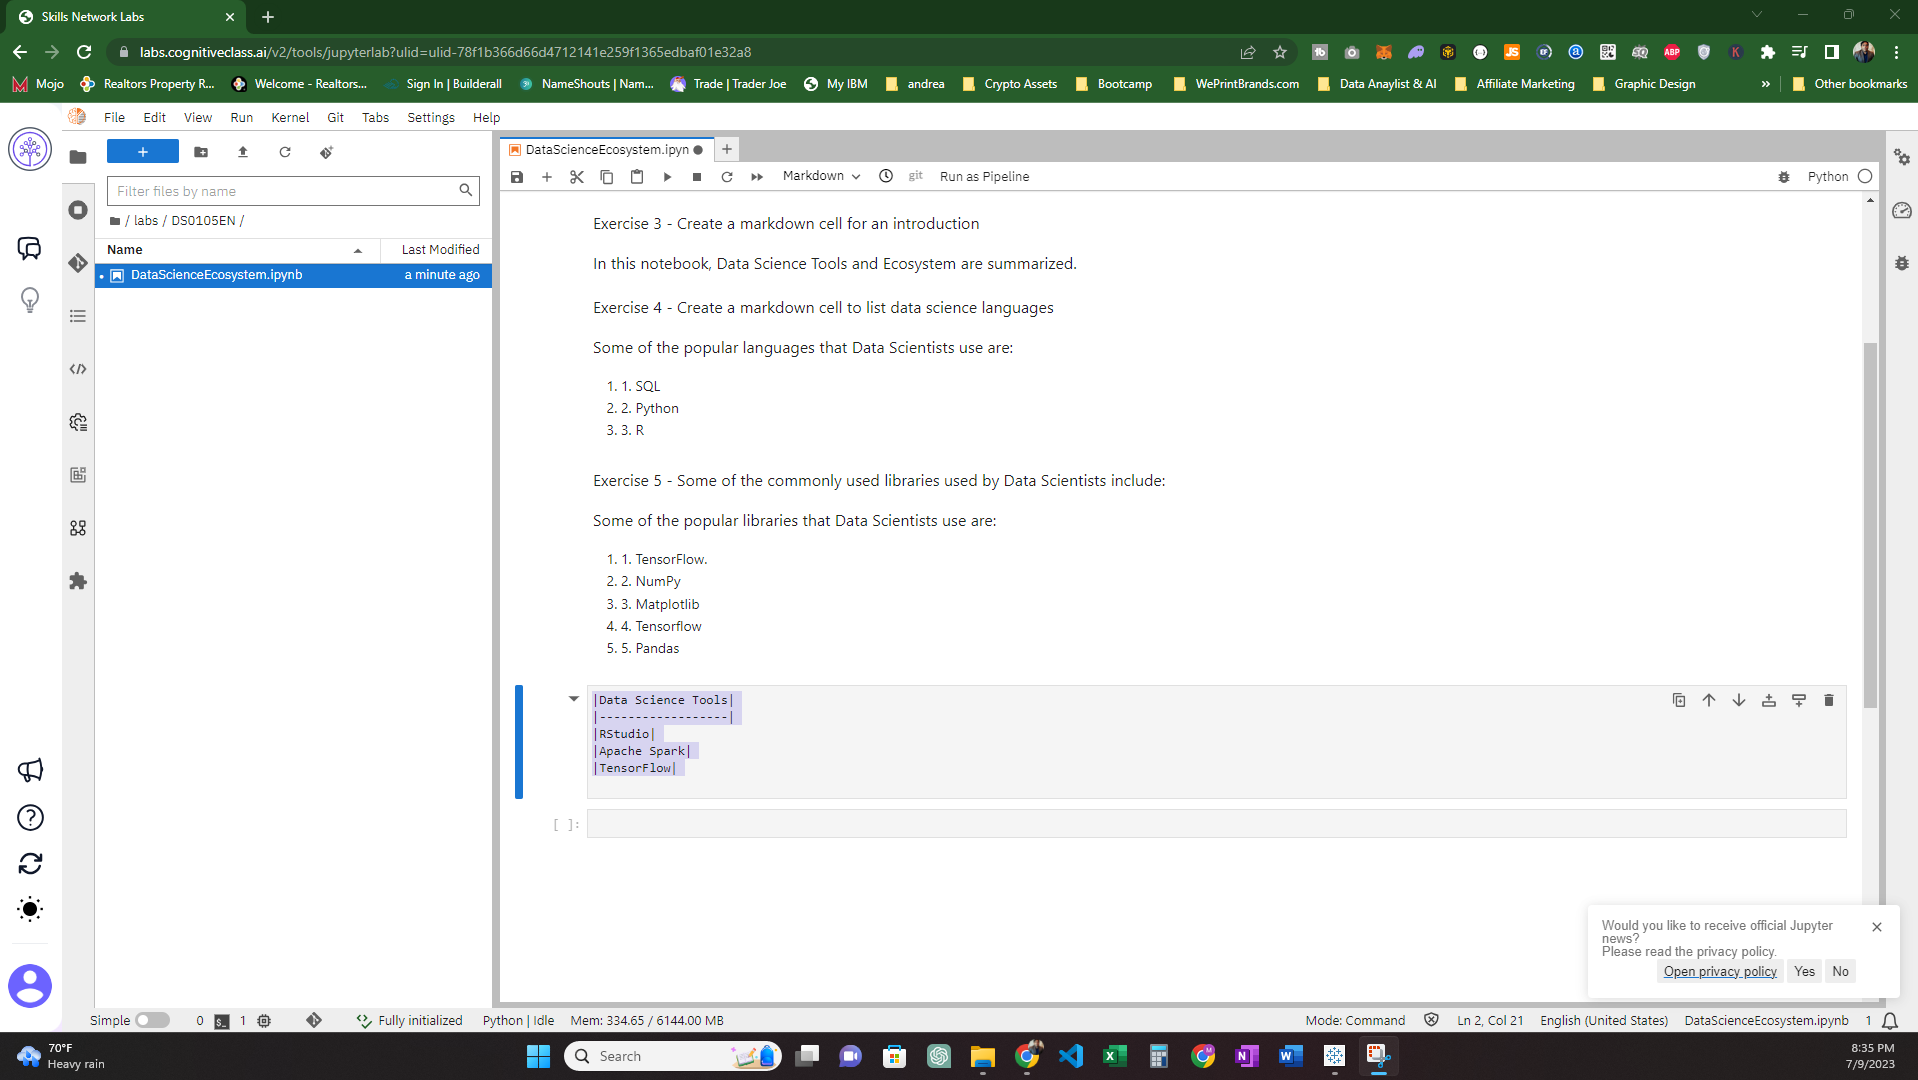 Skills Network Labs
labs.cognitiveclass.ai/v2/tools/jupyterlab?ulid=ulid-78f1b366d66d4712141e259f1365edbaf01e32a8
Mojo
Realtors Property R...
Welcome - Realtors...
Sign In | Builderall
NameShouts | Nam...
Trade | Trader Joe
My IBM
andrea
Crypto Assets
Bootcamp
WePrintBrands.com
Data Anaylist & AI
Affiliate Marketing
Graphic Design
»
Other bookmarks
File Edit View Run Kernel Git Tabs Settings Help
DataScienceEcosystem.ipyn
Filter files by name
Markdown
git
Run as Pipeline
Python
/ labs / DS0105EN /
Name
Last Modified
DataScienceEcosystem.ipynb
a minute ago
Exercise 3 - Create a markdown cell for an introduction
In this notebook, Data Science Tools and Ecosystem are summarized.
Exercise 4 - Create a markdown cell to list data science languages
Some of the popular languages that Data Scientists use are:
1. 1. SQL
2. 2. Python
3. 3. R
Exercise 5 - Some of the commonly used libraries used by Data Scientists include:
Some of the popular libraries that Data Scientists use are:
1. 1. TensorFlow.
2. 2. NumPy
3. 3. Matplotlib
4. 4. Tensorflow
5. 5. Pandas
|Data Science Tools|
|------------------|
|RStudio|
|Apache Spark|
|TensorFlow|
[ ]:
Would you like to receive official Jupyter
news?
Please read the privacy policy.
Open privacy policy
Yes
No
Simple
0
1
Fully initialized
Python | Idle
Mem: 334.65 / 6144.00 MB
Mode: Command
Ln 2, Col 21
English (United States)
DataScienceEcosystem.ipynb
1
70°F
Heavy rain
Search
8:35 PM
7/9/2023